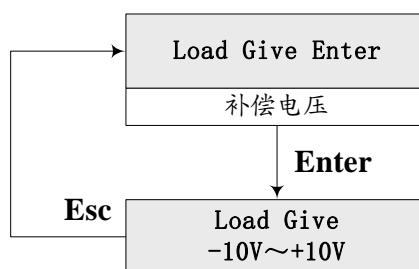 Load Give Enter
补偿电压
Enter
Esc
Load Give
-10V～+10V